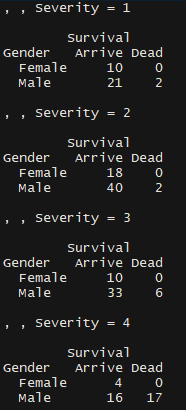 , , Severity = 1
Survival
Gender Arrive Dead
Female 10 0
Male 21 2
, , Severity = 2
Survival
Gender Arrive Dead
Female 18 0
Male 40 2
, , Severity = 3
Survival
Gender Arrive Dead
Female 10 0
Male 33 6
, , Severity = 4
Survival
Gender Arrive Dead
Female 4 0
Male 16 17